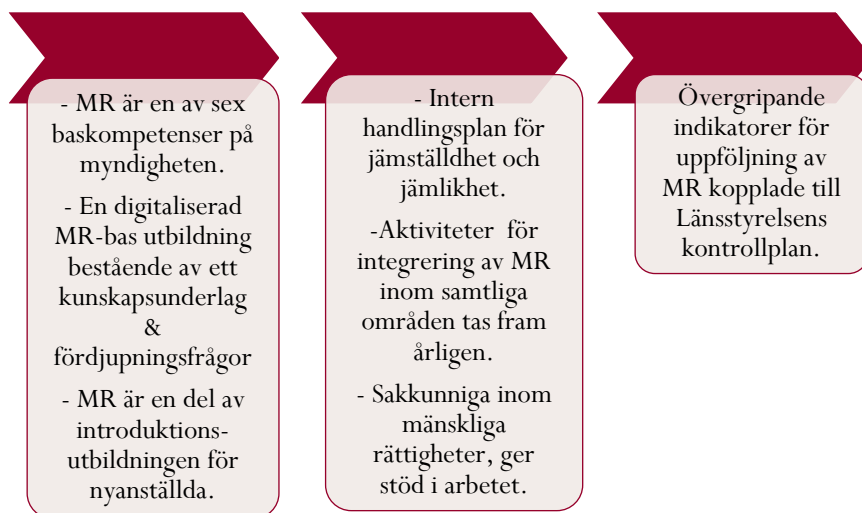 - MR är en av sex
baskompetenser på
myndigheten.
- En digitaliserad
MR-bas utbildning
bestående av ett
kunskapsunderlag
&
fördjupningsfrågor
- MR är en del av
introduktions-
utbildningen för
nyanställda.
- Intern
handlingsplan för
jämställdhet och
jämlikhet.
-Aktiviteter för
integrering av MR
inom samtliga
områden tas fram
årligen.
- Sakkunniga inom
mänskliga
rättigheter, ger
stöd i arbetet.
Övergripande
indikatorer för
uppföljning av
MR kopplade till
Länsstyrelsens
kontrollplan.